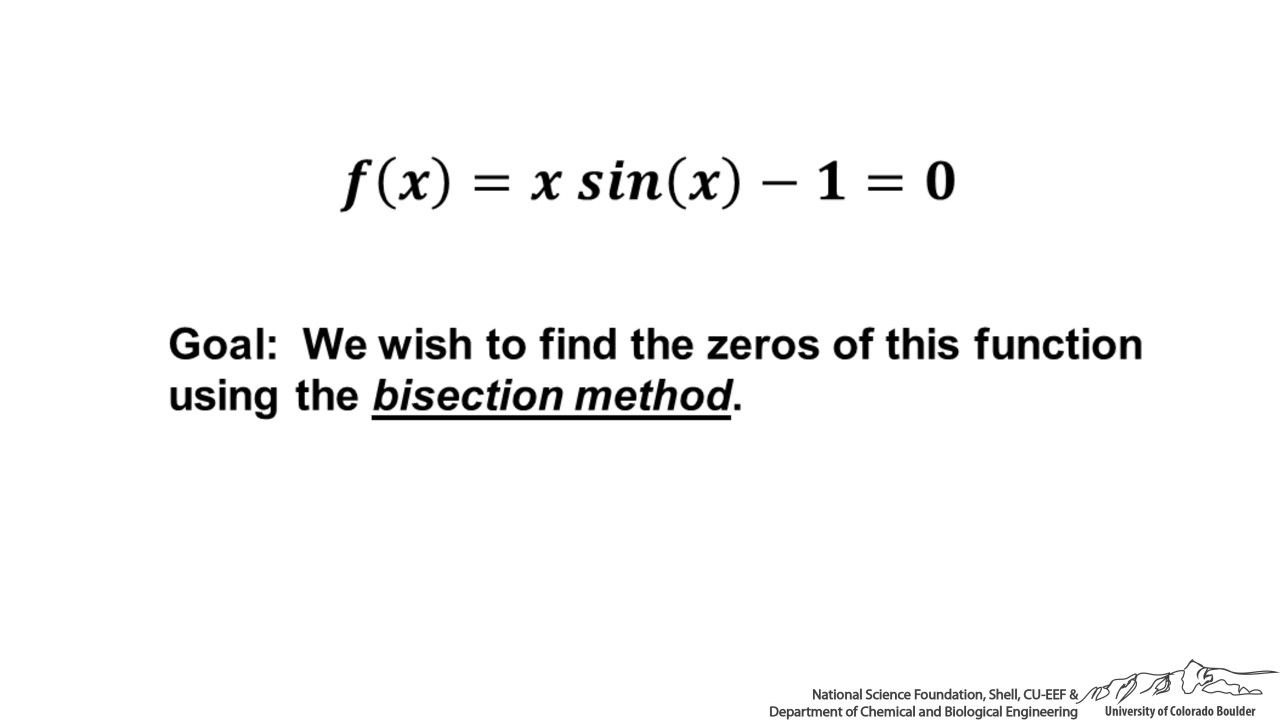 f(x) = x sin(x) − 1 = 0
Goal: We wish to find the zeros of this function
using the bisection method.
National Science Foundation, Shell, CU-EEF &
Department of Chemical and Biological Engineering
University of Colorado Boulder